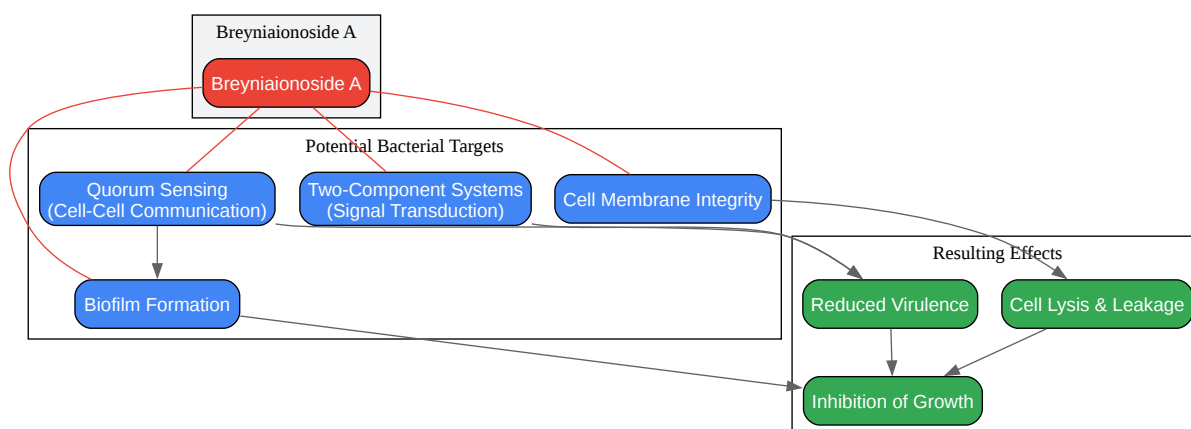 Breyniaionoside A
Breyniaionoside A
Potential Bacterial Targets
Quorum Sensing
(Cell-Cell Communication)
Two-Component Systems
(Signal Transduction)
Cell Membrane Integrity
Biofilm Formation
Resulting Effects
Reduced Virulence
Cell Lysis & Leakage
Inhibition of Growth